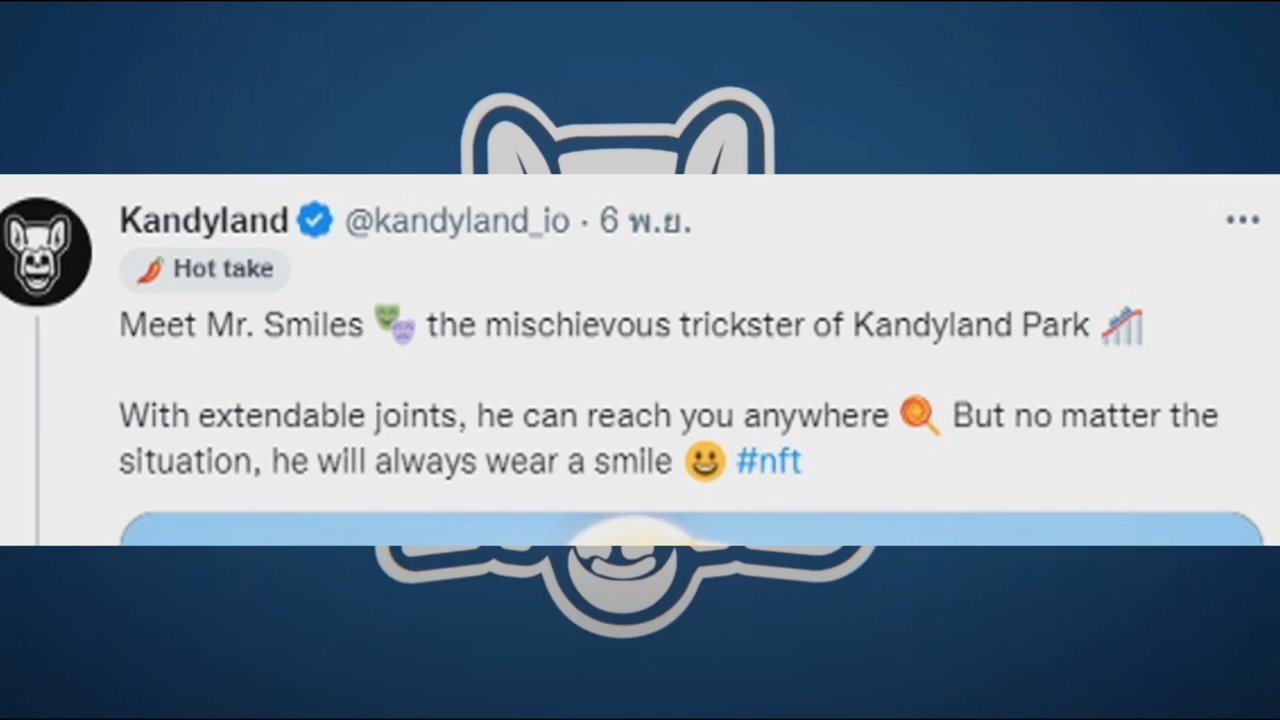 Kandyland @kandyland_io · 6 พ.ย.
🌶️ Hot take
Meet Mr. Smiles 🎭 the mischievous trickster of Kandyland Park 🎢
With extendable joints, he can reach you anywhere 🍭 But no matter the
situation, he will always wear a smile 😀 #nft